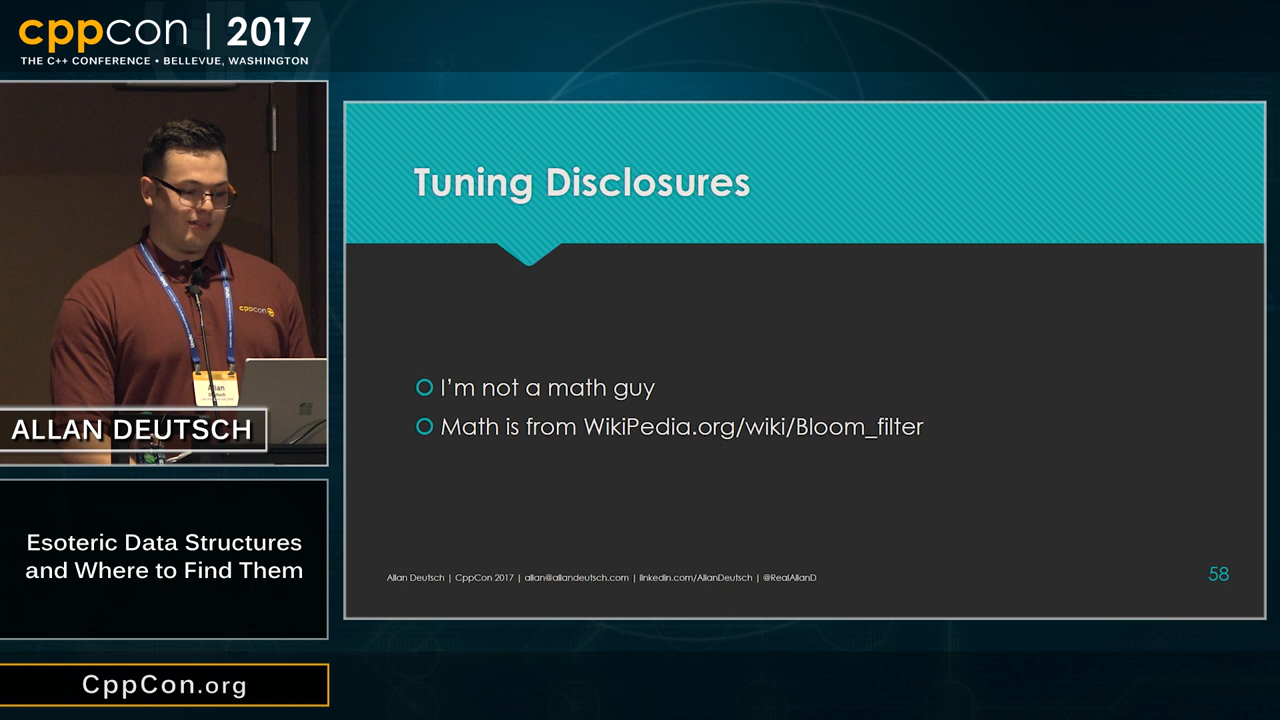 cppcon | 2017
THE C++ CONFERENCE • BELLEVUE, WASHINGTON
cppcon
Allan
ALLAN DEUTSCH
Esoteric Data Structures
and Where to Find Them
CppCon.org
Tuning Disclosures
I'm not a math guy
Math is from WikiPedia.org/wiki/Bloom_filter
Allan Deutsch | CppCon 2017 | allan@allandeutsch.com | linkedin.com/AllanDeutsch | @RealAllanD
58